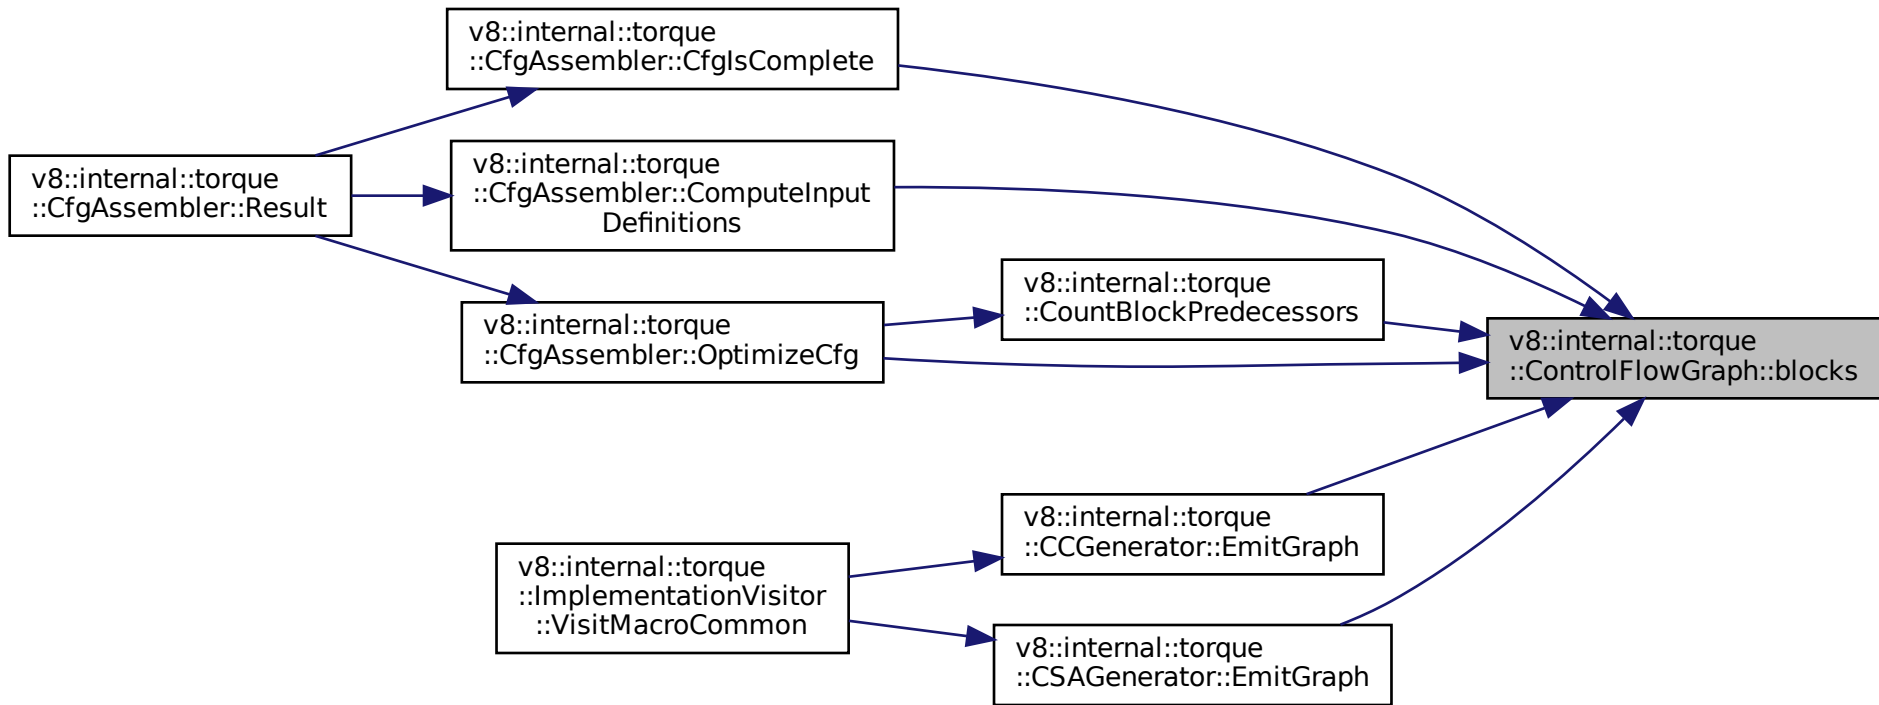 v8::internal::torque
::CfgAssembler::CfgIsComplete
v8::internal::torque
::CfgAssembler::Result
v8::internal::torque
::CfgAssembler::ComputeInput
Definitions
v8::internal::torque
::CountBlockPredecessors
v8::internal::torque
::CfgAssembler::OptimizeCfg
v8::internal::torque
::ControlFlowGraph::blocks
v8::internal::torque
::CCGenerator::EmitGraph
v8::internal::torque
::ImplementationVisitor
::VisitMacroCommon
v8::internal::torque
::CSAGenerator::EmitGraph